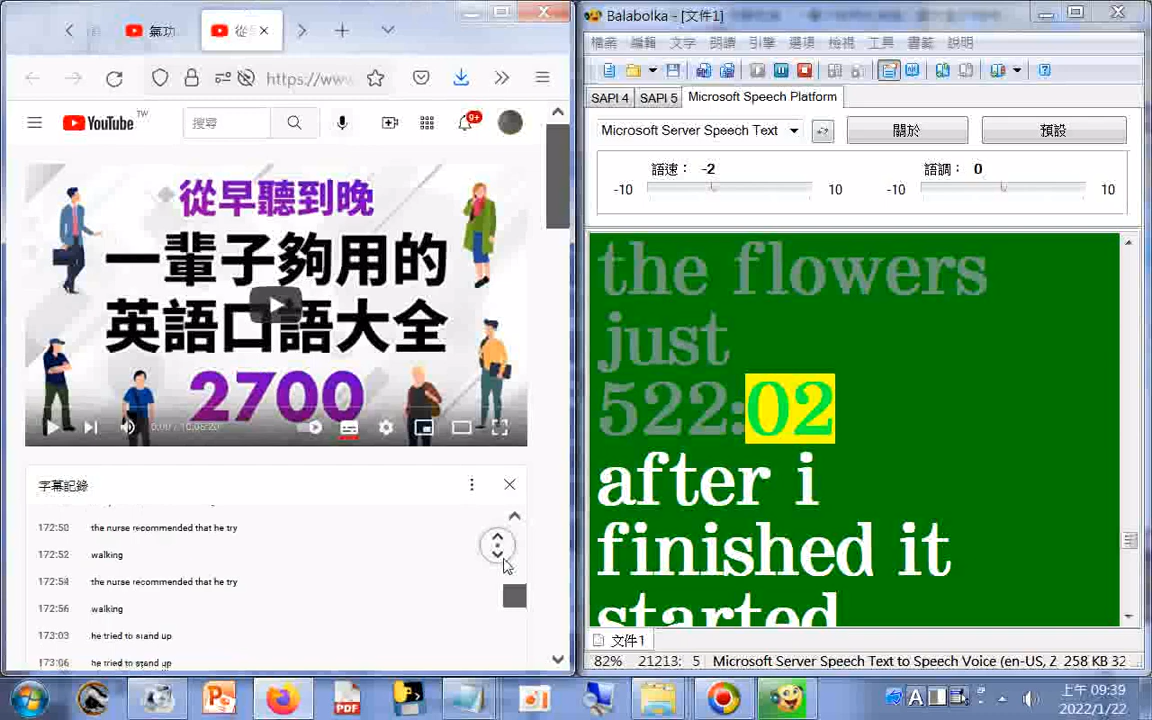 氣功
從
https://www
YouTube TW
搜尋
9+
從早聽到晚
一輩子夠用的
英語口語大全
2700
字幕記錄
172:50 the nurse recommended that he try
172:52 walking
172:54 the nurse recommended that he try
172:56 walking
173:03 he tried to stand up
173:06 he tried to stand up
Balabolka - [文件1]
檔案 編輯 文字 朗讀 引擎 選項 檢視 工具 書籤 說明
SAPI 4 SAPI 5 Microsoft Speech Platform
Microsoft Server Speech Text 關於 預設
語速： -2 語調： 0
-10 10 -10 10
the flowers
just
522:02
after i
finished it
started
文件1
82% 21213: 5 Microsoft Server Speech Text to Speech Voice (en-US, Z 258 KB 32
PDF
A
上午 09:39
2022/1/22